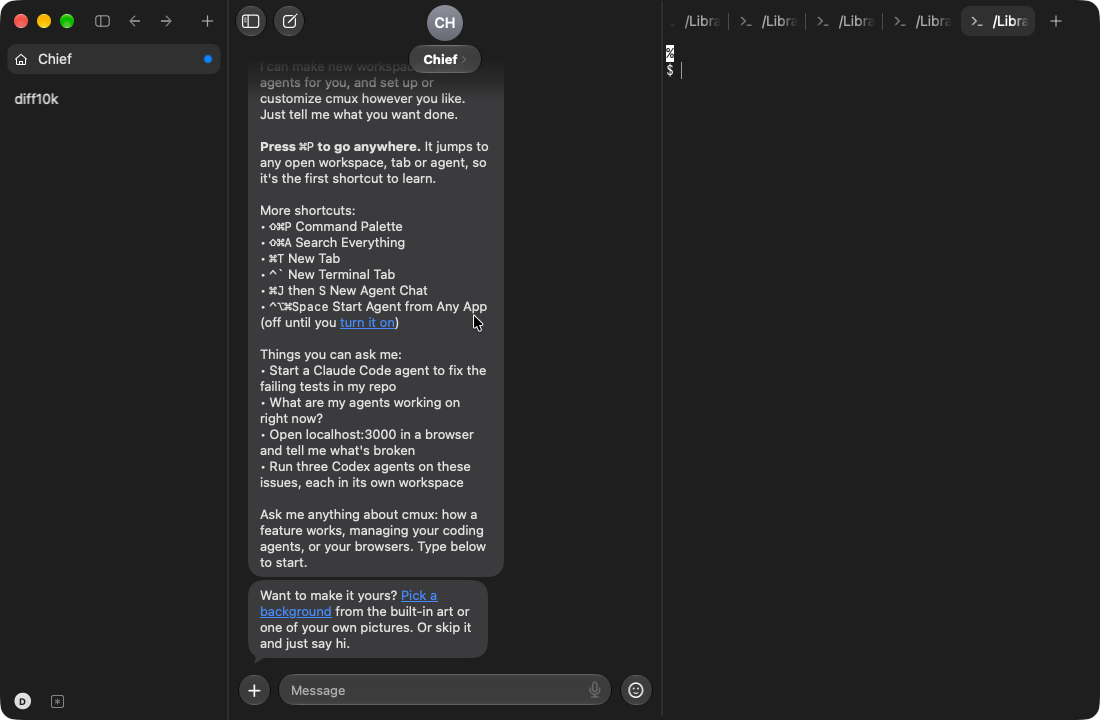 Chief
diff10k
D
CH
Chief
I can make new workspac
agents for you, and set up or
customize cmux however you like.
Just tell me what you want done.
Press ⌘P to go anywhere. It jumps to
any open workspace, tab or agent, so
it's the first shortcut to learn.
More shortcuts:
• ⇧⌘P Command Palette
• ⇧⌘A Search Everything
• ⌘T New Tab
• ^` New Terminal Tab
• ⌘J then S New Agent Chat
• ^⌥⌘Space Start Agent from Any App
(off until you turn it on)
Things you can ask me:
• Start a Claude Code agent to fix the
failing tests in my repo
• What are my agents working on
right now?
• Open localhost:3000 in a browser
and tell me what's broken
• Run three Codex agents on these
issues, each in its own workspace
Ask me anything about cmux: how a
feature works, managing your coding
agents, or your browsers. Type below
to start.
Want to make it yours? Pick a
background from the built-in art or
one of your own pictures. Or skip it
and just say hi.
Message
/Libra /Libra /Libra /Libra /Libra
%
$